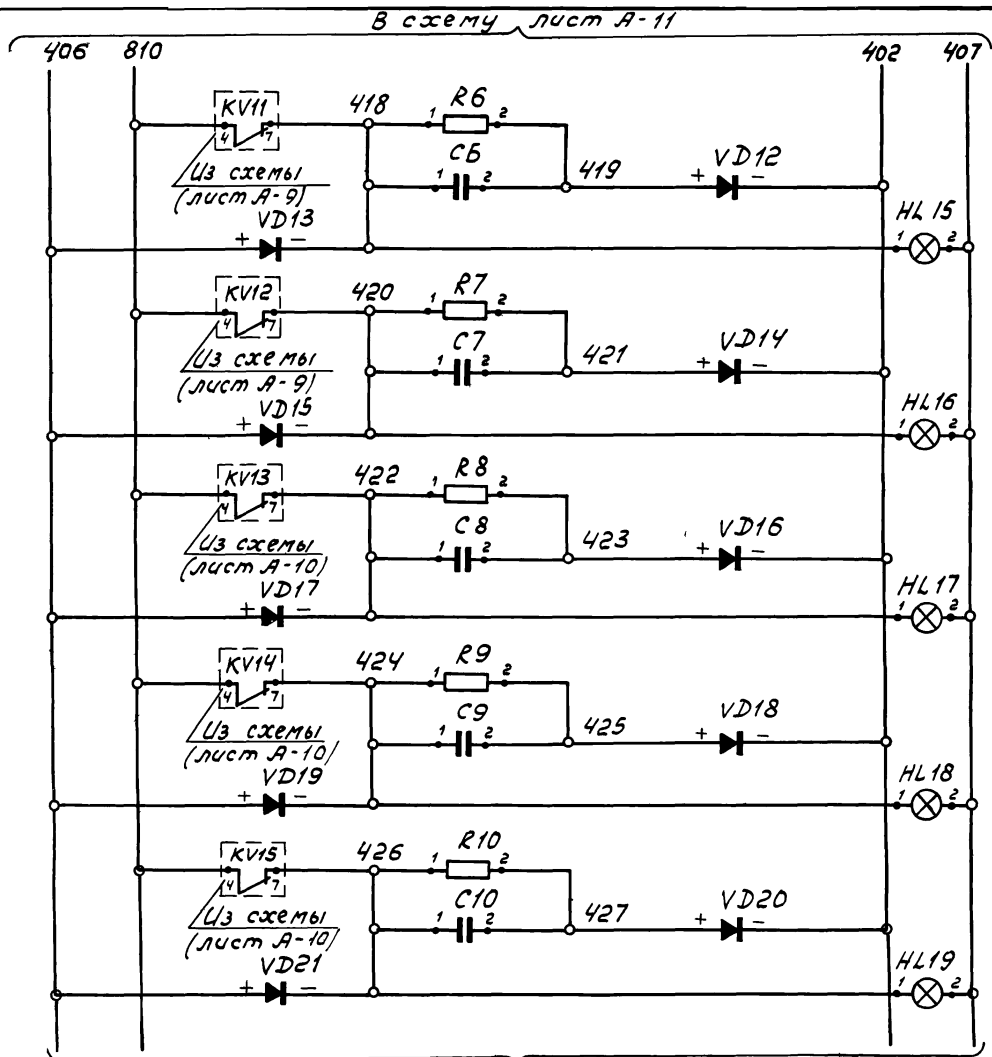 В схему лист А-11
406 810 402 407
KV11 418 1 R6 2
4 7
C6 419 VD12
1 2 + -
Из схемы
(лист А-9)
VD13 HL15
+ - 1 2
KV12 420 1 R7 2
4 7
C7 421 VD14
1 2 + -
Из схемы
(лист А-9)
VD15 HL16
+ - 1 2
KV13 422 1 R8 2
4 7
C8 423 VD16
1 2 + -
Из схемы
(лист А-10)
VD17 HL17
+ - 1 2
KV14 424 1 R9 2
4 7
C9 425 VD18
1 2 + -
Из схемы
(лист А-10)
VD19 HL18
+ - 1 2
KV15 426 1 R10 2
4 7
C10 427 VD20
1 2 + -
Из схемы
(лист А-10)
VD21 HL19
+ - 1 2